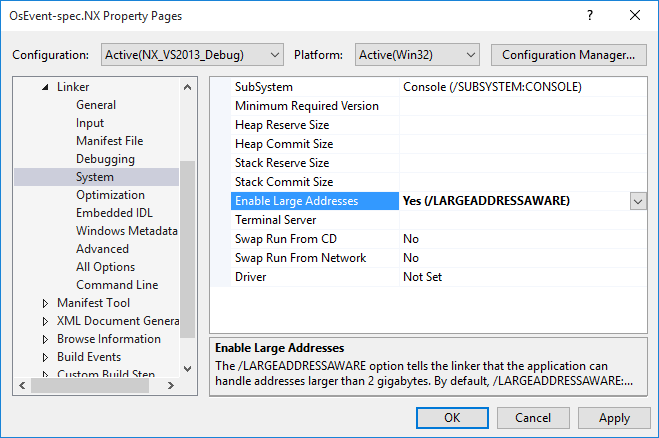 OsEvent-spec.NX Property Pages
Configuration: Active(NX_VS2013_Debug) Platform: Active(Win32) Configuration Manager...
Linker
General
Input
Manifest File
Debugging
System
Optimization
Embedded IDL
Windows Metadata
Advanced
All Options
Command Line
Manifest Tool
XML Document Genera
Browse Information
Build Events
Custom Build Step
SubSystem Console (/SUBSYSTEM:CONSOLE)
Minimum Required Version
Heap Reserve Size
Heap Commit Size
Stack Reserve Size
Stack Commit Size
Enable Large Addresses Yes (/LARGEADDRESSAWARE)
Terminal Server
Swap Run From CD No
Swap Run From Network No
Driver Not Set
Enable Large Addresses
The /LARGEADDRESSAWARE option tells the linker that the application can
handle addresses larger than 2 gigabytes. By default, /LARGEADDRESSAWARE:...
OK Cancel Apply